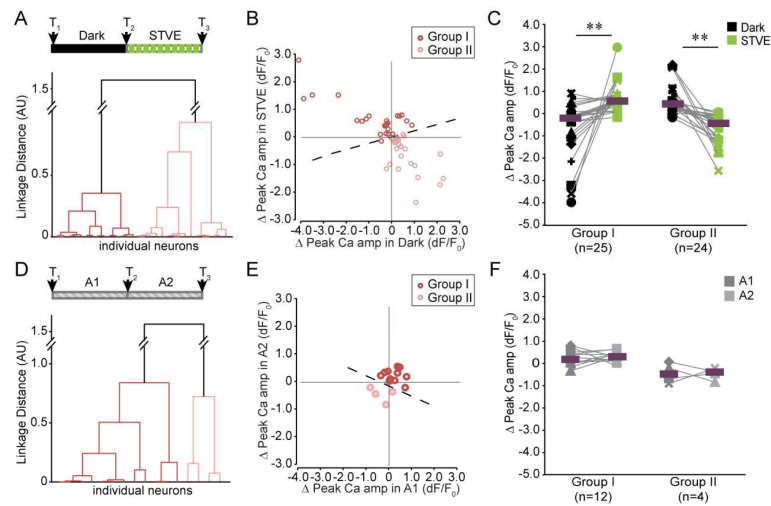 A
T1
T2
T3
Dark
STVE
1.5
0.5
0
Linkage Distance (AU)
individual neurons
B
Group I
Group II
3.0
2.0
1.0
0.0
-1.0
-2.0
-3.0
Δ Peak Ca amp in STVE (dF/F0)
-4.0 -3.0 -2.0 -1.0 0.0 1.0 2.0 3.0
Δ Peak Ca amp in Dark (dF/F0)
C
Dark
STVE
**
**
4.0
3.0
2.0
1.0
0.0
-1.0
-2.0
-3.0
-4.0
-5.0
Δ Peak Ca amp (dF/F0)
Group I
(n=25)
Group II
(n=24)
D
T1
T2
T3
A1
A2
1.5
1.0
0.5
0
Linkage Distance (AU)
individual neurons
E
Group I
Group II
3.0
2.0
1.0
0.0
-1.0
-2.0
-3.0
Δ Peak Ca amp in A2 (dF/F0)
-4.0 -3.0 -2.0 -1.0 0.0 1.0 2.0 3.0
Δ Peak Ca amp in A1 (dF/F0)
F
A1
A2
4.0
3.0
2.0
1.0
0.0
-1.0
-2.0
-3.0
-4.0
-5.0
Δ Peak Ca amp (dF/F0)
Group I
(n=12)
Group II
(n=4)